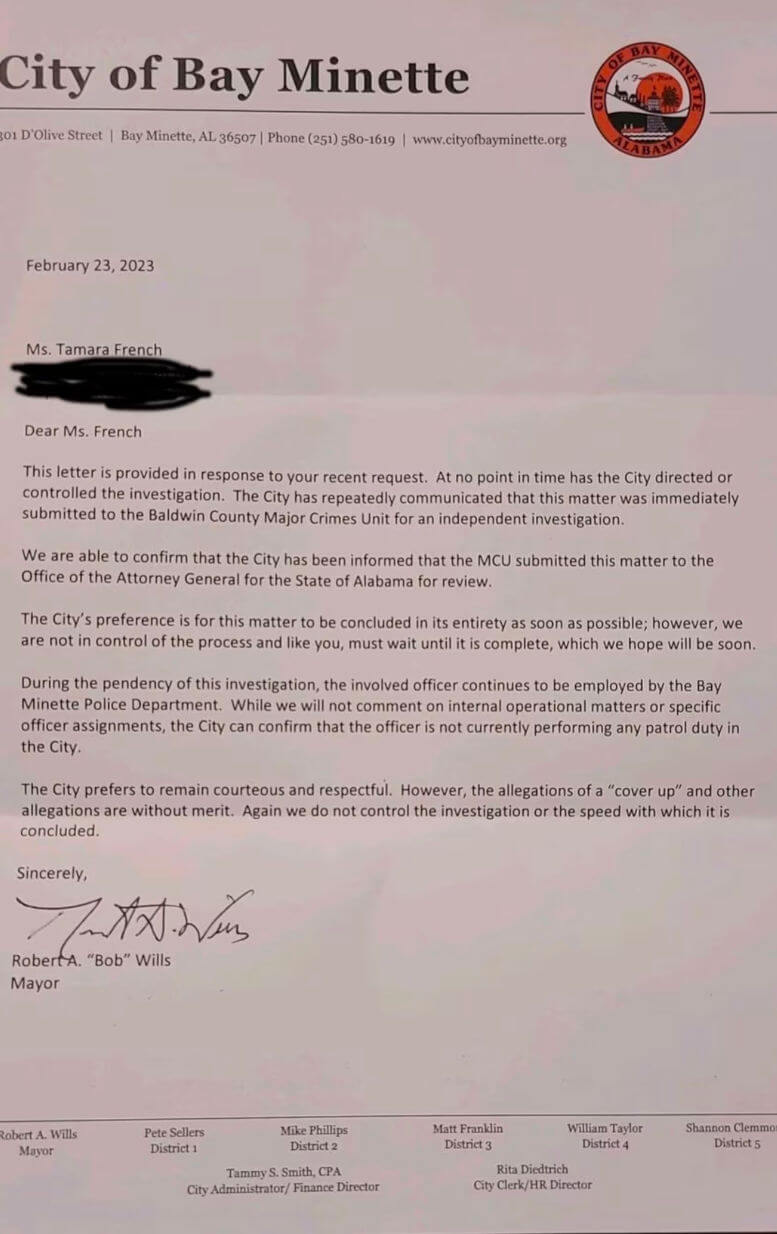 City of Bay Minette
CITY OF BAY MINETTE
ALABAMA
301 D'Olive Street | Bay Minette, AL 36507 | Phone (251) 580-1619 | www.cityofbayminette.org
February 23, 2023
Ms. Tamara French
Dear Ms. French
This letter is provided in response to your recent request. At no point in time has the City directed or
controlled the investigation. The City has repeatedly communicated that this matter was immediately
submitted to the Baldwin County Major Crimes Unit for an independent investigation.
We are able to confirm that the City has been informed that the MCU submitted this matter to the
Office of the Attorney General for the State of Alabama for review.
The City's preference is for this matter to be concluded in its entirety as soon as possible; however, we
are not in control of the process and like you, must wait until it is complete, which we hope will be soon.
During the pendency of this investigation, the involved officer continues to be employed by the Bay
Minette Police Department. While we will not comment on internal operational matters or specific
officer assignments, the City can confirm that the officer is not currently performing any patrol duty in
the City.
The City prefers to remain courteous and respectful. However, the allegations of a "cover up" and other
allegations are without merit. Again we do not control the investigation or the speed with which it is
concluded.
Sincerely,
Robert A. "Bob" Wills
Mayor
Robert A. Wills Pete Sellers Mike Phillips Matt Franklin William Taylor Shannon Clemmo
Mayor District 1 District 2 District 3 District 4 District 5
Tammy S. Smith, CPA Rita Diedtrich
City Administrator/ Finance Director City Clerk/HR Director